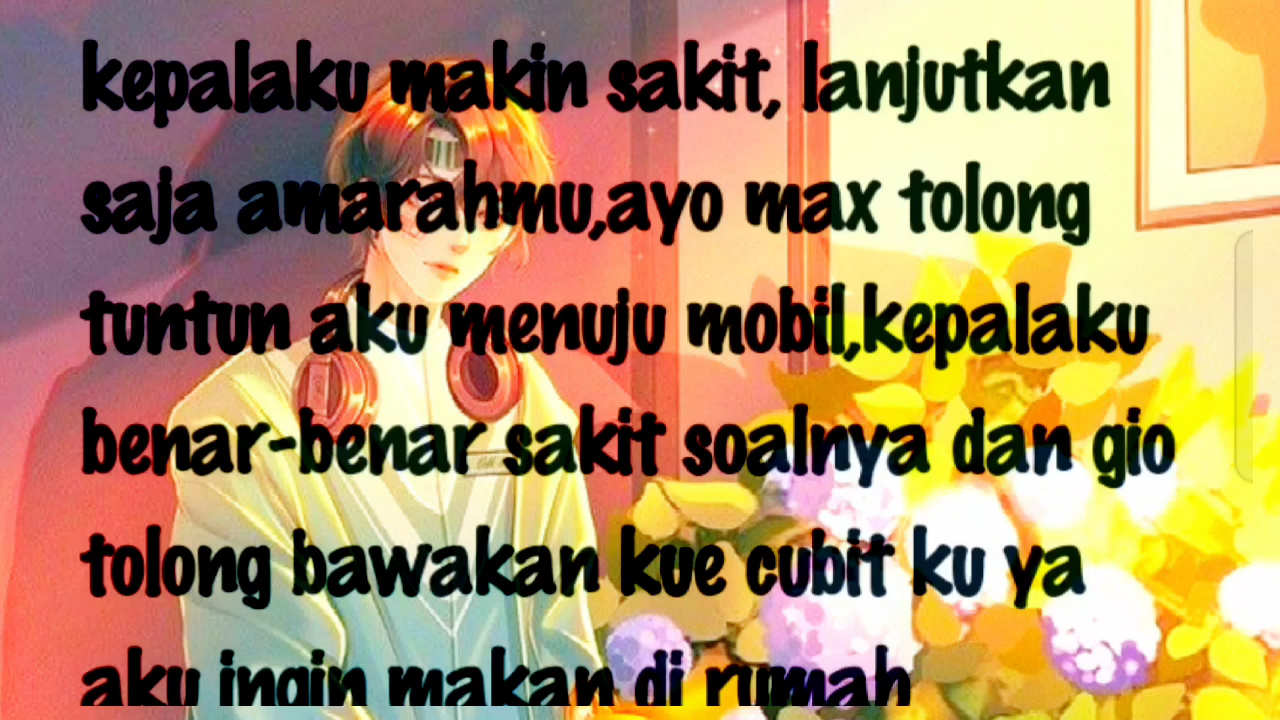 kepalaku makin sakit, lanjutkan
saja amarahmu,ayo max tolong
tuntun aku menuju mobil,kepalaku
benar-benar sakit soalnya dan gio
tolong bawakan kue cubit ku ya
aku ingin makan di rumah